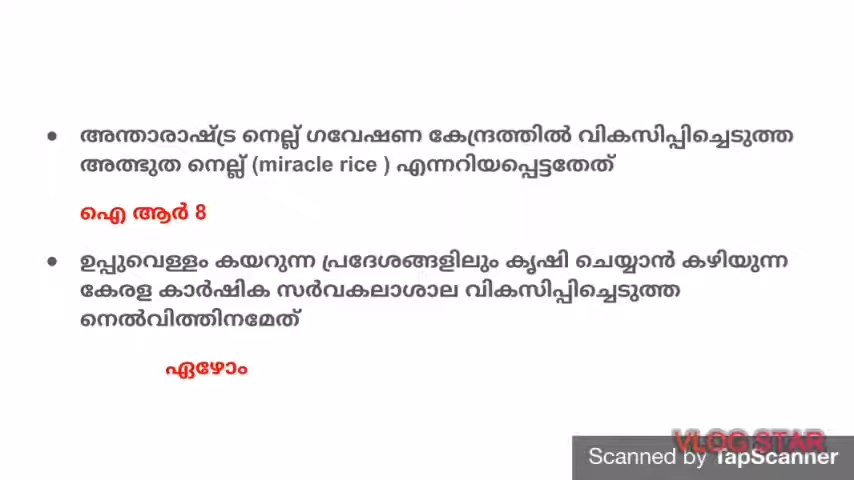 ● അന്താരാഷ്ട്ര നെല്ല് ഗവേഷണ കേന്ദ്രത്തിൽ വികസിപ്പിച്ചെടുത്ത
അത്ഭുത നെല്ല് (miracle rice ) എന്നറിയപ്പെട്ടതേത്
ഐ ആർ 8
● ഉപ്പുവെള്ളം കയറുന്ന പ്രദേശങ്ങളിലും കൃഷി ചെയ്യാൻ കഴിയുന്ന
കേരള കാർഷിക സർവകലാശാല വികസിപ്പിച്ചെടുത്ത
നെൽവിത്തിനമേത്
ഏഴോം
VLOG STAR
Scanned by TapScanner